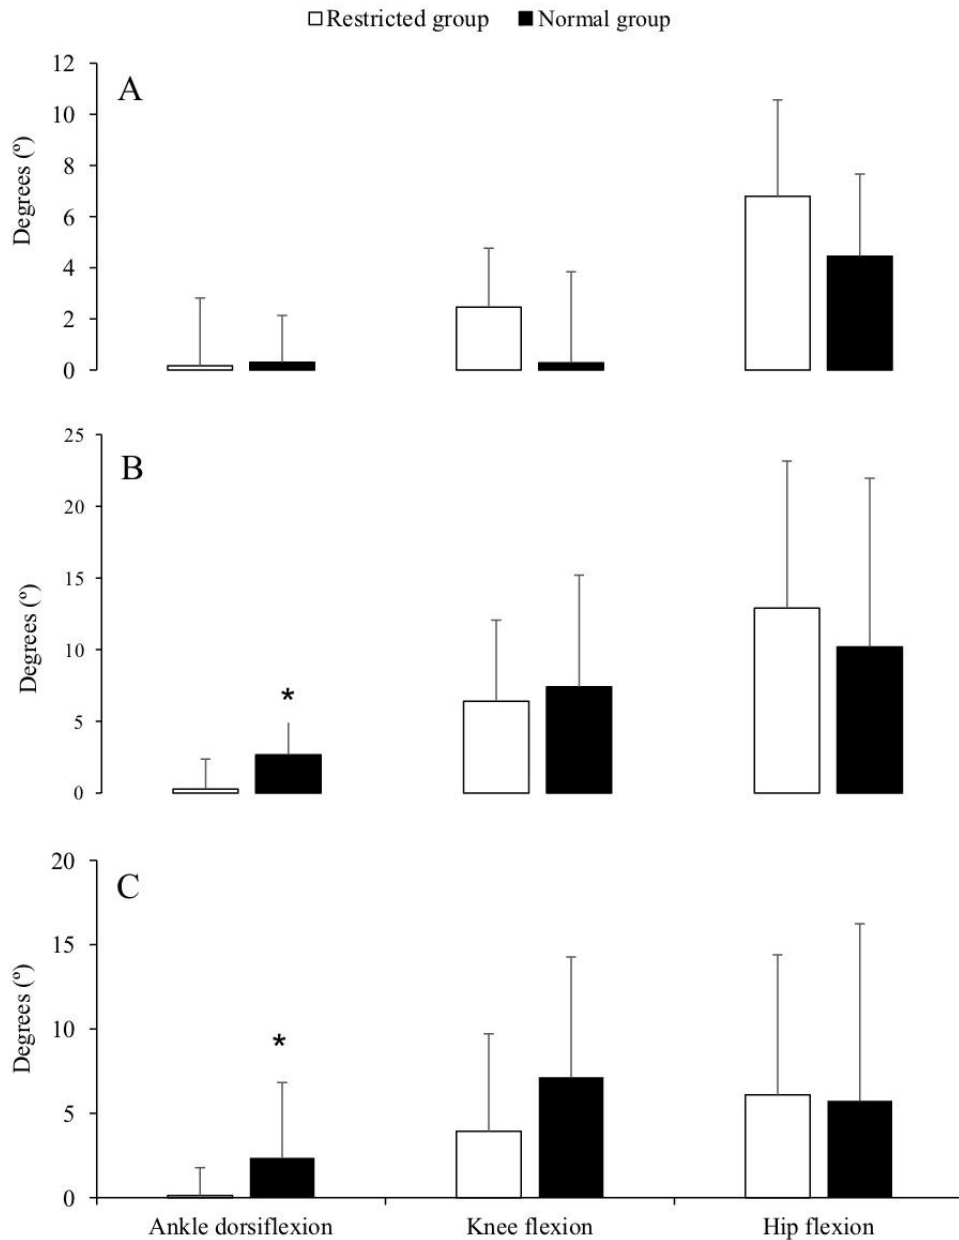 Restricted group Normal group
A
12
10
8
6
4
2
0
Degrees (º)
B
25
20
15
10
5
0
Degrees (º)
*
C
20
15
10
5
0
Degrees (º)
*
Ankle dorsiflexion Knee flexion Hip flexion